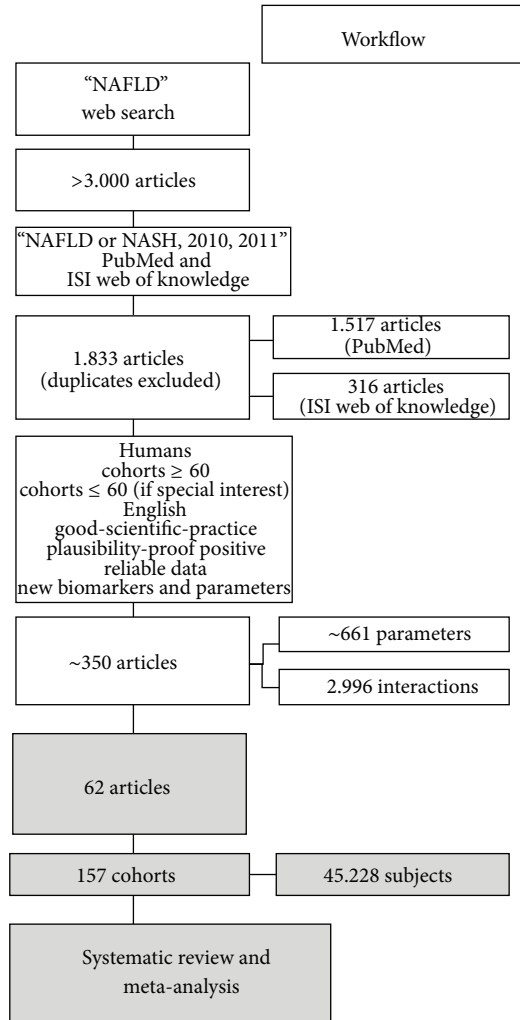 Workflow
“NAFLD”
web search
>3.000 articles
“NAFLD or NASH, 2010, 2011”
PubMed and
ISI web of knowledge
1.833 articles
(duplicates excluded)
1.517 articles
(PubMed)
316 articles
(ISI web of knowledge)
Humans
cohorts ≥ 60
cohorts ≤ 60 (if special interest)
English
good-scientific-practice
plausibility-proof positive
reliable data
new biomarkers and parameters
~350 articles
~661 parameters
2.996 interactions
62 articles
157 cohorts
45.228 subjects
Systematic review and
meta-analysis